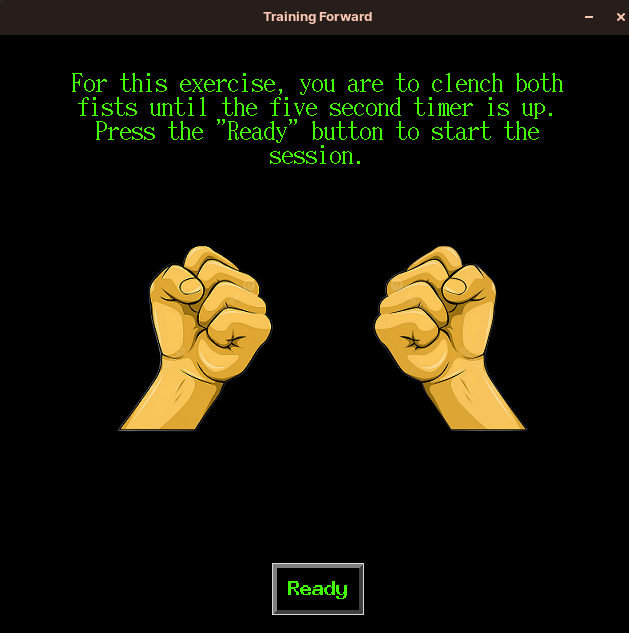 Training Forward
For this exercise, you are to clench both
fists until the five second timer is up.
Press the "Ready" button to start the
session.
Ready